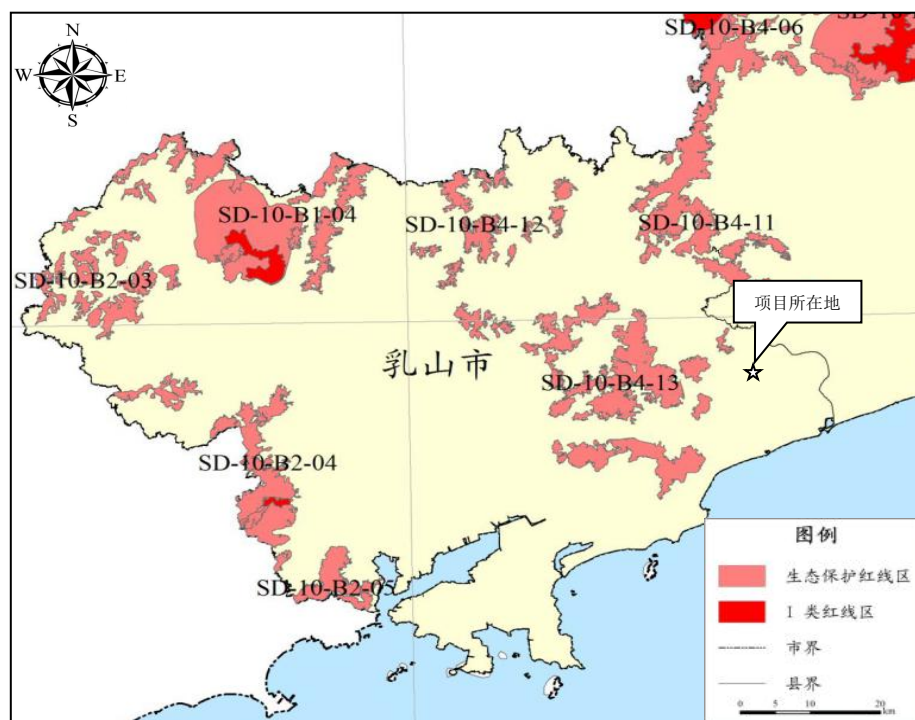 SD-10-B4-06
N
W E
S
SD-10-B1-04
SD-10-B4-12
SD-10-B4-11
SD-10-B2-03
项目所在地
乳山市
SD-10-B4-13
SD-10-B2-04
SD-10-B2-05
图例
生态保护红线区
I 类红线区
市界
县界
0 5 10 20
km